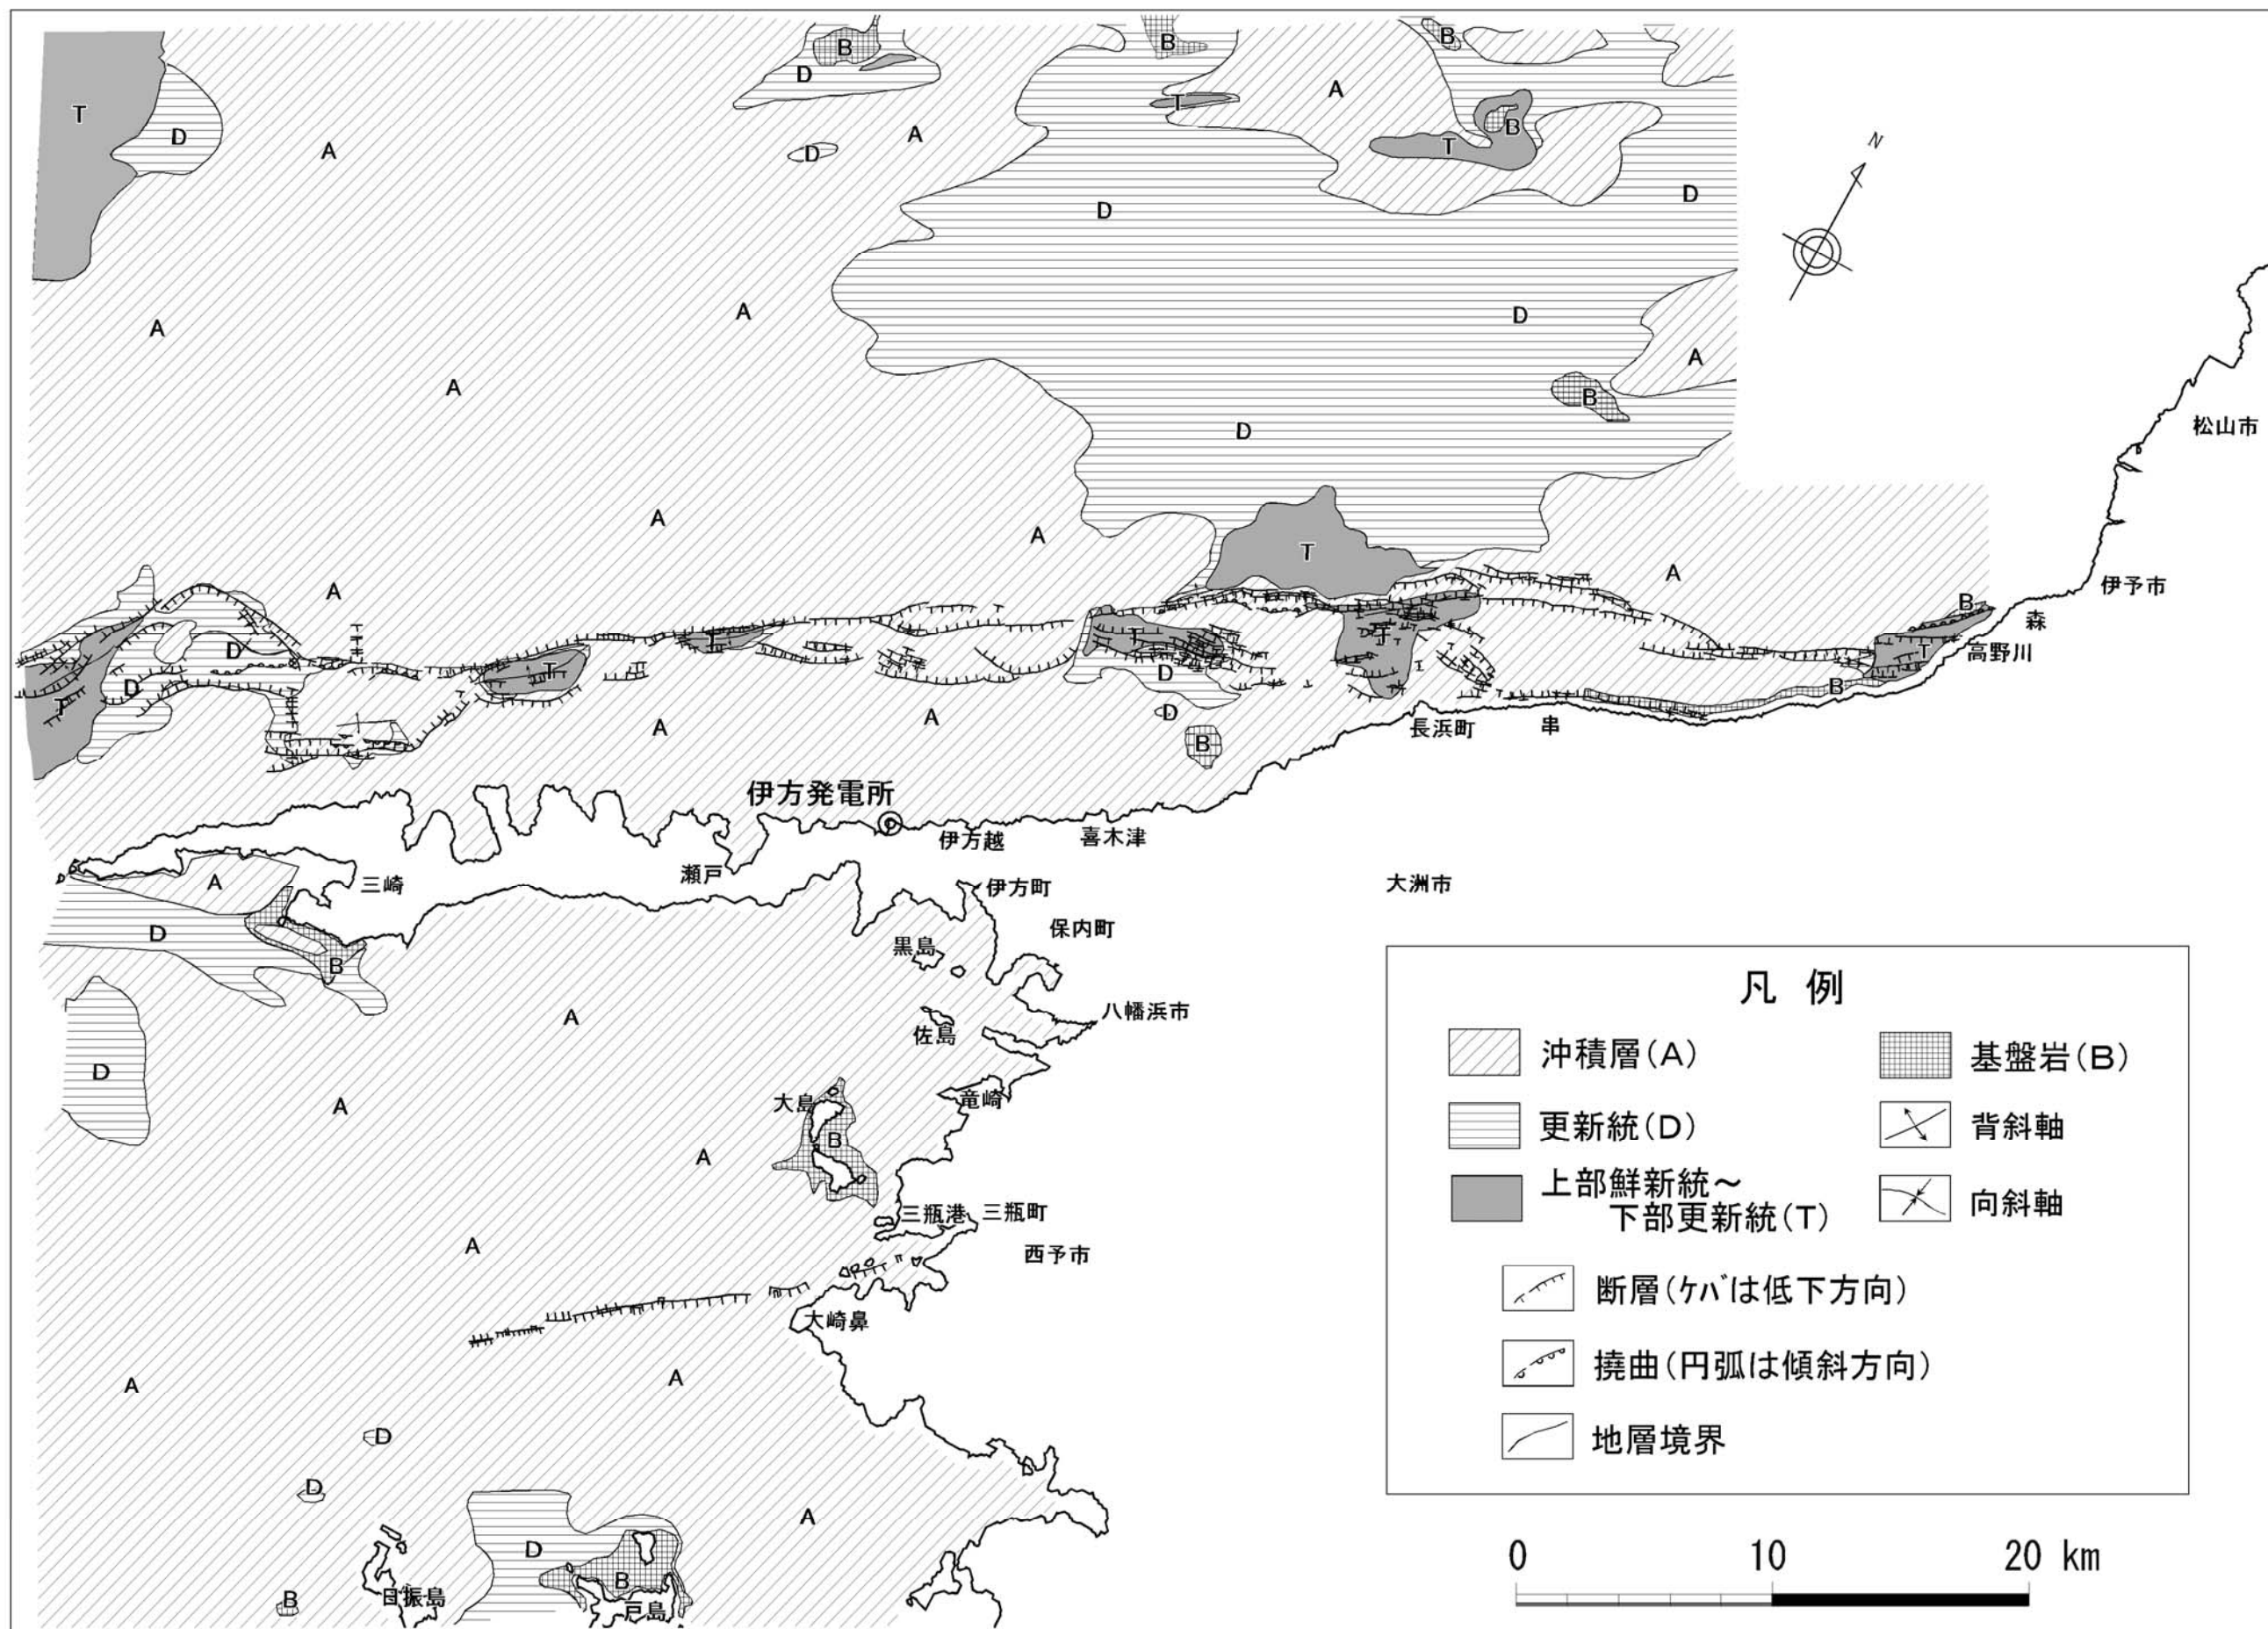 B
B
B
D
T
A
T
D
T
B
A
D
T
A
D
D
D
A
A
D
A
A
B
D
松山市
A
A
T
A
A
伊予市
B
森
T
T
T
D
T
T
高野川
D
D
B
T
D
A
A
長浜町
串
B
伊方発電所
伊方越
喜木津
A
三崎
瀬戸
伊方町
大洲市
保内町
D
黒島
B
凡 例
沖積層(A)
基盤岩(B)
更新統(D)
背斜軸
上部鮮新統～
下部更新統(T)
向斜軸
断層(ｹﾊﾞは低下方向)
撓曲(円弧は傾斜方向)
地層境界
A
八幡浜市
佐島
D
A
大島
竜崎
B
A
三瓶港
三瓶町
A
西予市
大崎鼻
A
A
D
D
A
D
B
B
日振島
戸島
0 10 20 km
N